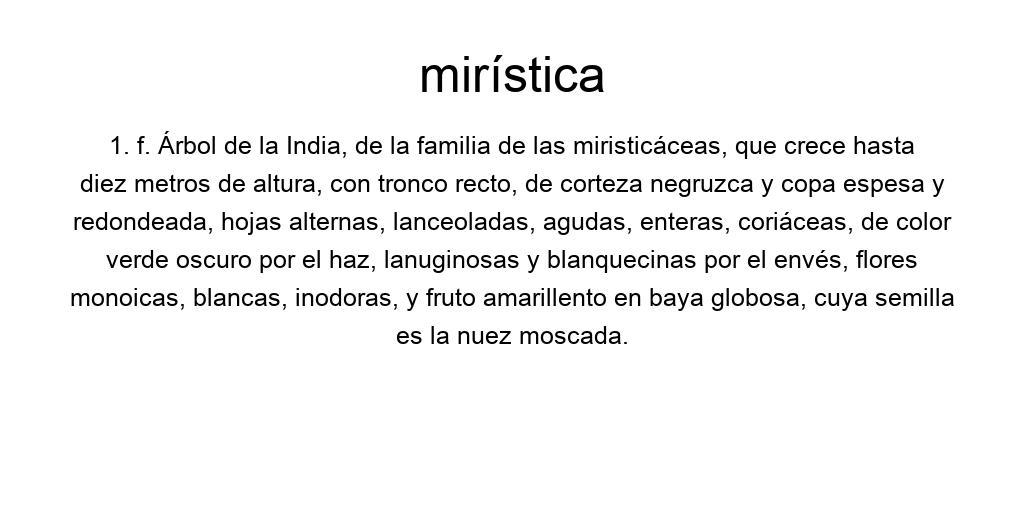 mirística
1. f. Árbol de la India, de la familia de las miristicáceas, que crece hasta
diez metros de altura, con tronco recto, de corteza negruzca y copa espesa y
redondeada, hojas alternas, lanceoladas, agudas, enteras, coriáceas, de color
verde oscuro por el haz, lanuginosas y blanquecinas por el envés, flores
monoicas, blancas, inodoras, y fruto amarillento en baya globosa, cuya semilla
es la nuez moscada.